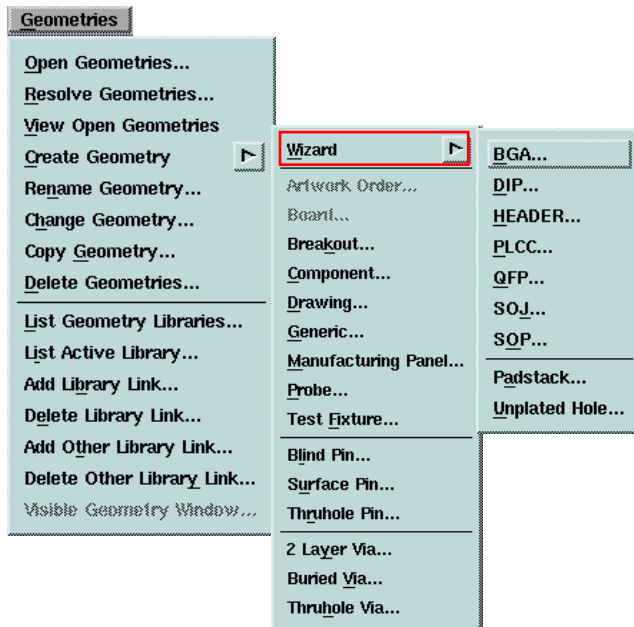 Geometries
Open Geometries...
Resolve Geometries...
View Open Geometries
Create Geometry
Rename Geometry...
Change Geometry...
Copy Geometry...
Delete Geometries...
List Geometry Libraries...
List Active Library...
Add Library Link...
Delete Library Link...
Add Other Library Link...
Delete Other Library Link...
Visible Geometry Window...
Wizard
Artwork Order...
Board...
Breakout...
Component...
Drawing...
Generic...
Manufacturing Panel...
Probe...
Test Fixture...
Blind Pin...
Surface Pin...
Thruhole Pin...
2 Layer Via...
Buried Via...
Thruhole Via...
BGA...
DIP...
HEADER...
PLCC...
QFP...
SOJ...
SOP...
Padstack...
Unplated Hole...